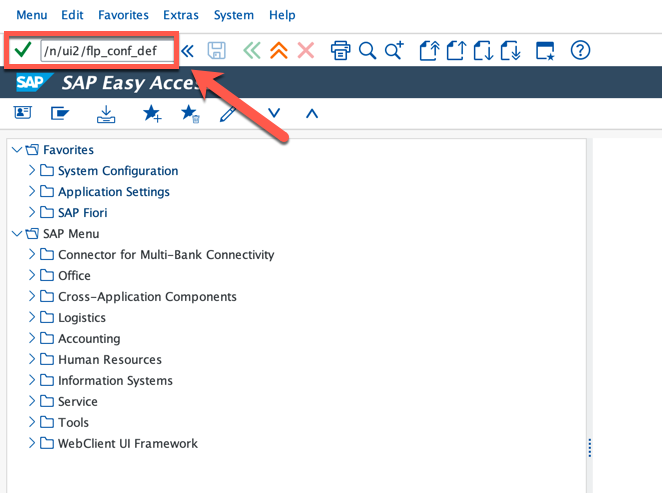 Menu Edit Favorites Extras System Help
/n/ui2/flp_conf_def
SAP SAP Easy Acces
Favorites
System Configuration
Application Settings
SAP Fiori
SAP Menu
Connector for Multi-Bank Connectivity
Office
Cross-Application Components
Logistics
Accounting
Human Resources
Information Systems
Service
Tools
WebClient UI Framework